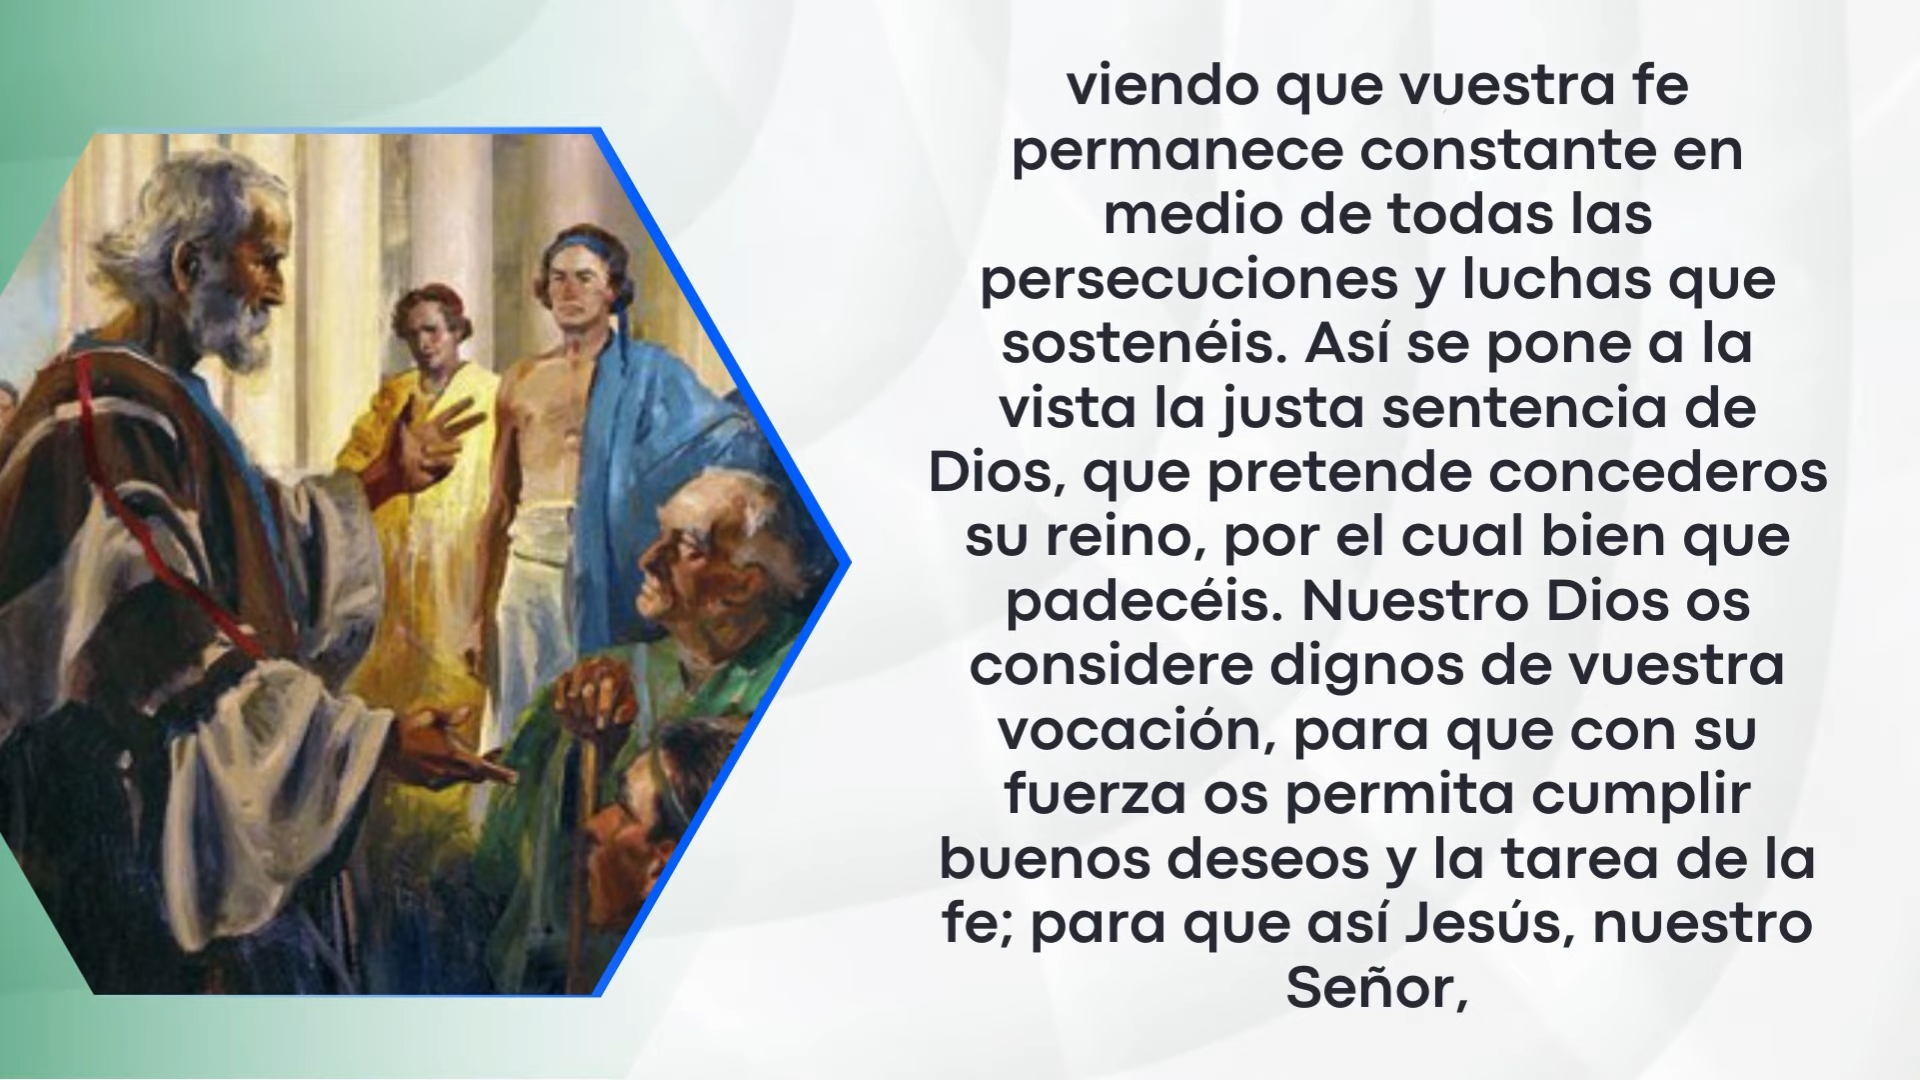 viendo que vuestra fe
permanece constante en
medio de todas las
persecuciones y luchas que
sostenéis. Así se pone a la
vista la justa sentencia de
Dios, que pretende concederos
su reino, por el cual bien que
padecéis. Nuestro Dios os
considere dignos de vuestra
vocación, para que con su
fuerza os permita cumplir
buenos deseos y la tarea de la
fe; para que así Jesús, nuestro
Señor,